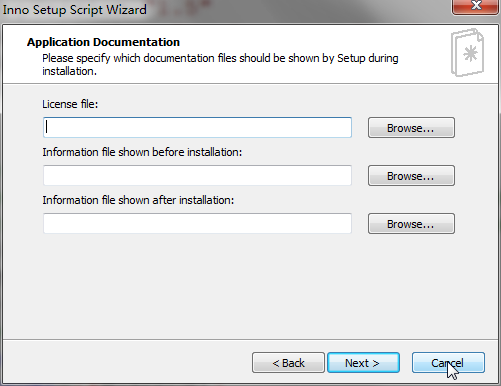 Inno Setup Script Wizard
Application Documentation
Please specify which documentation files should be shown by Setup during
installation.
License file:
Browse...
Information file shown before installation:
Browse...
Information file shown after installation:
Browse...
< Back
Next >
Cancel